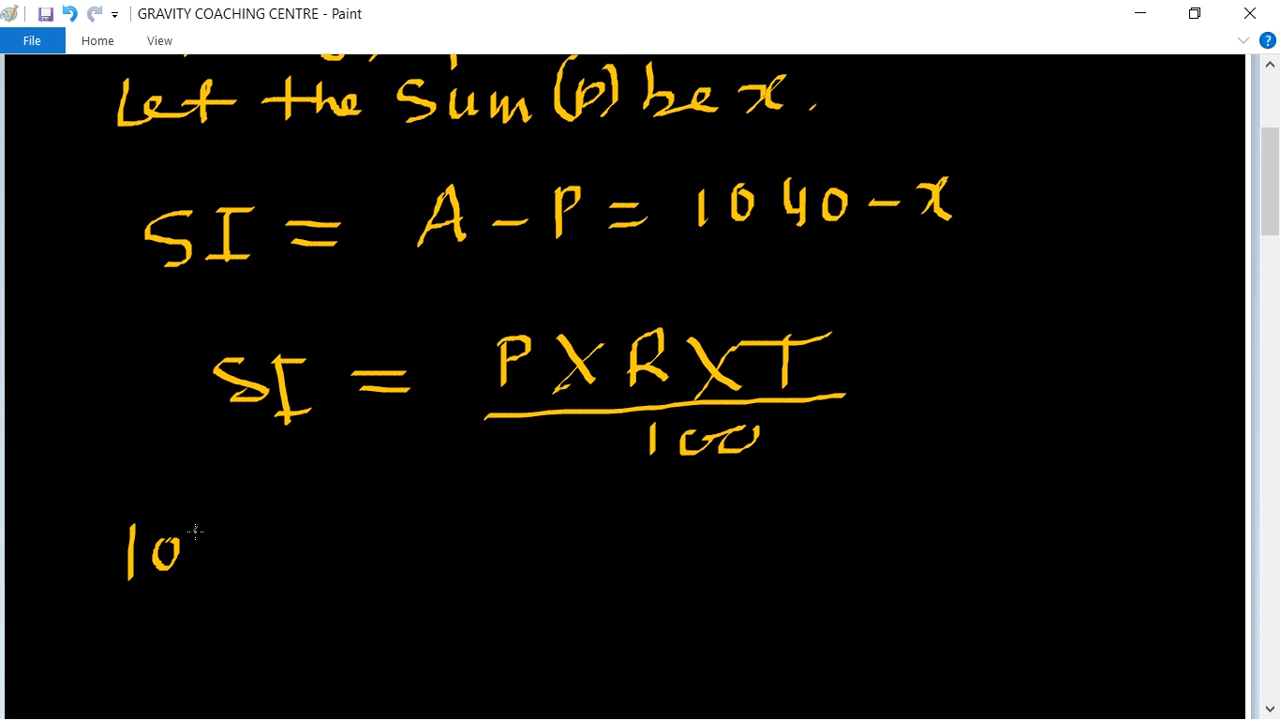 GRAVITY COACHING CENTRE - Paint
File Home View
Let the sum (p) be x.
SI = A - P = 1040 - x
SI = P X R X T
100
10